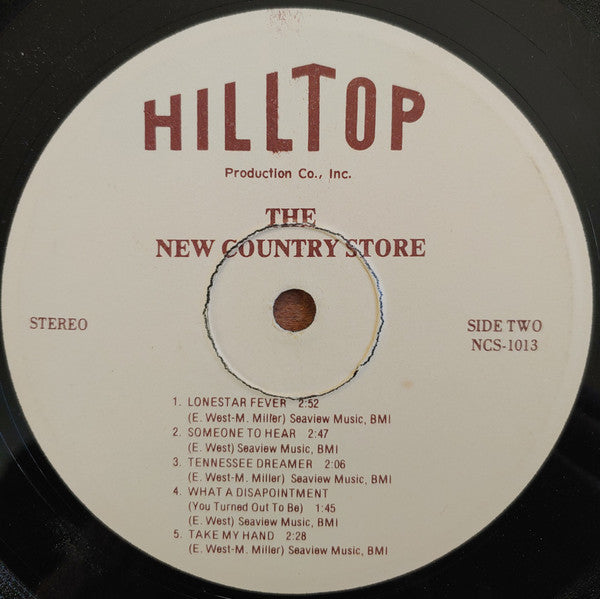 HILLTOP
Production Co., Inc.
THE
NEW COUNTRY STORE
STEREO
SIDE TWO
NCS-1013
1. LONESTAR FEVER 2:52
(E. West-M. Miller) Seaview Music, BMI
2. SOMEONE TO HEAR 2:47
(E. West) Seaview Music, BMI
3. TENNESSEE DREAMER 2:06
(E. West-M. Miller) Seaview Music, BMI
4. WHAT A DISAPOINTMENT
(You Turned Out To Be) 1:45
(E. West) Seaview Music, BMI
5. TAKE MY HAND 2:28
(E. West-M. Miller) Seaview Music, BMI